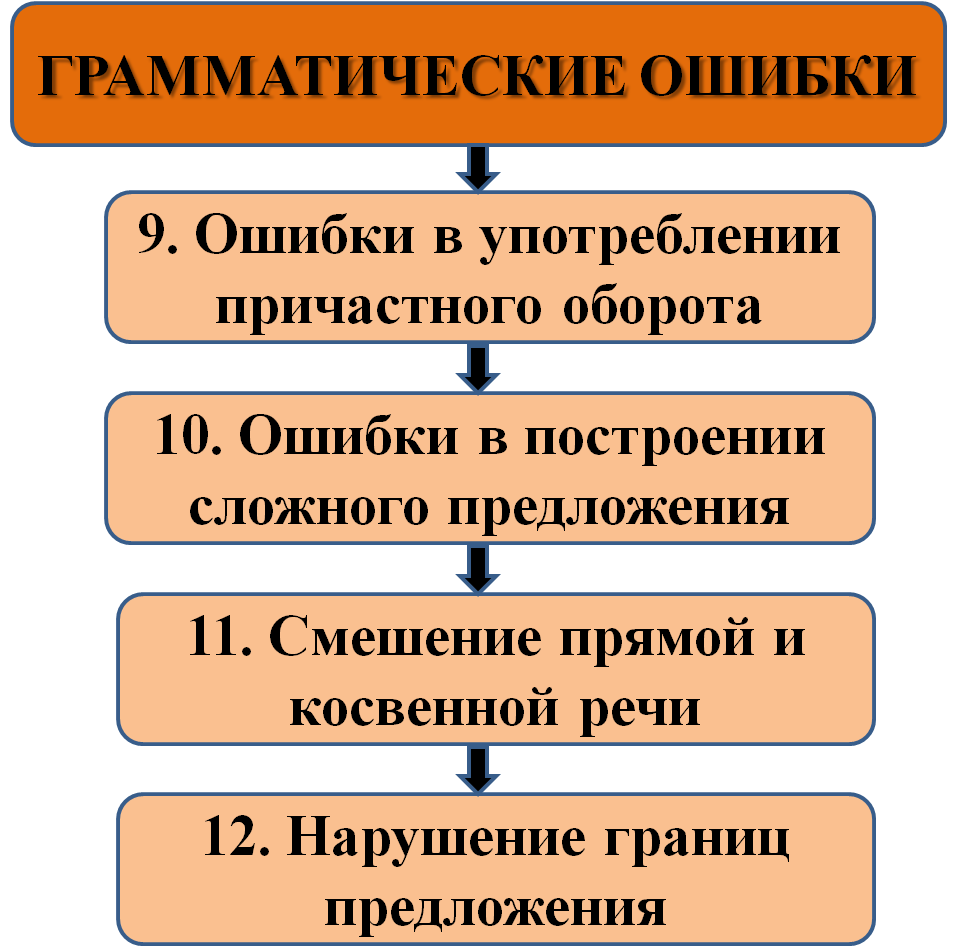 ГРАММАТИЧЕСКИЕ ОШИБКИ
9. Ошибки в употреблении
причастного оборота
10. Ошибки в построении
сложного предложения
11. Смешение прямой и
косвенной речи
12. Нарушение границ
предложения